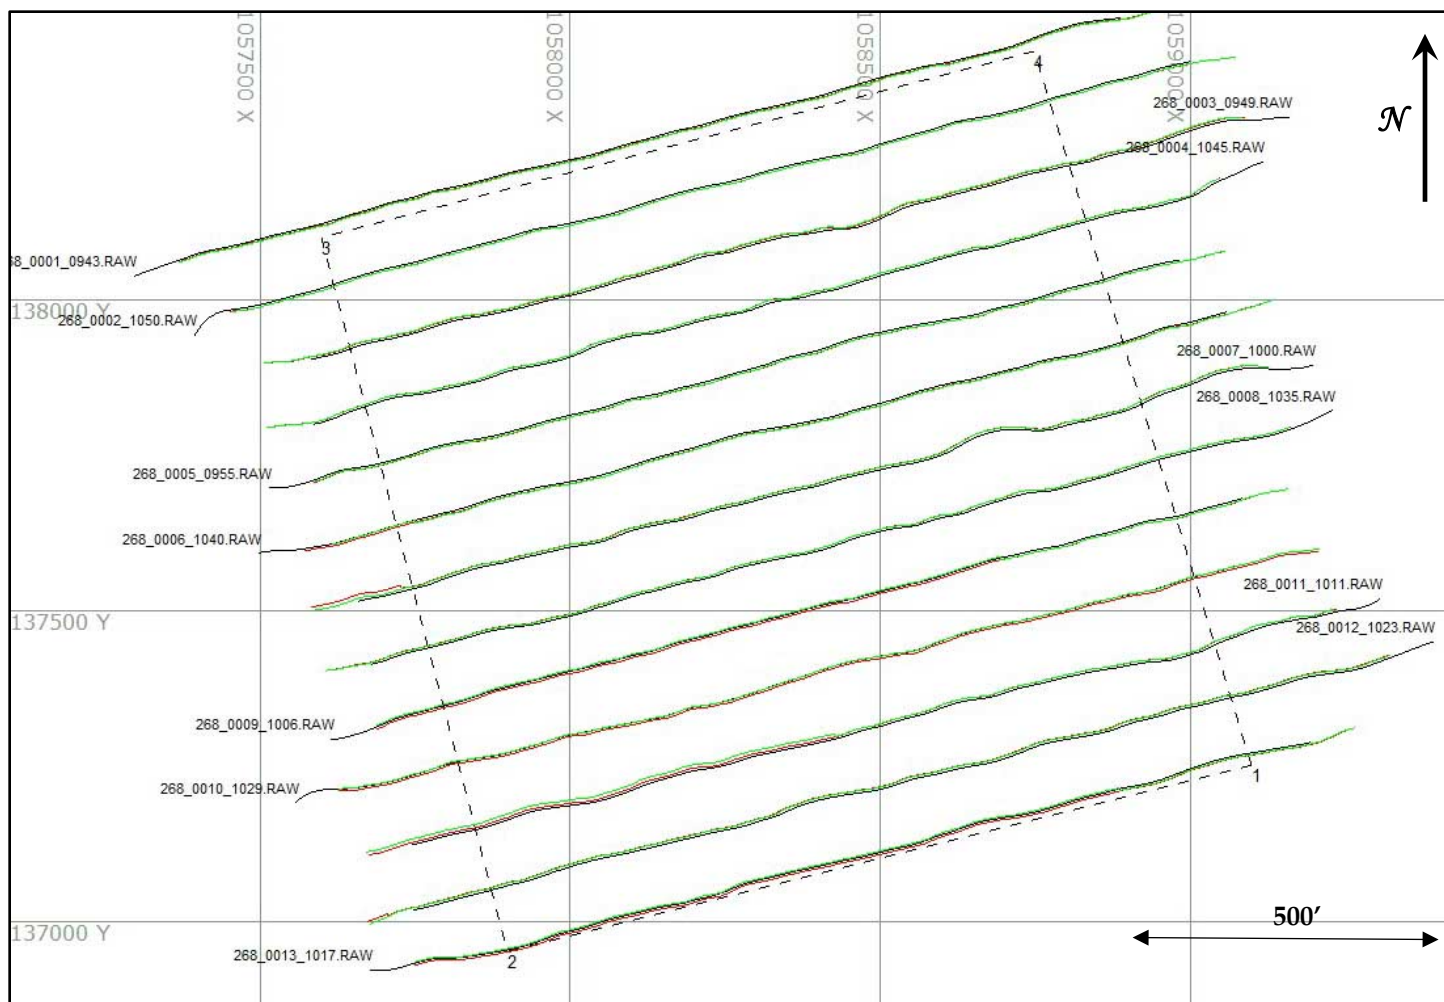 1057500 X
1058000 X
1058500 X
1059000 X
4
N
268_0003_0949.RAW
268_0004_1045.RAW
3
68_0001_0943.RAW
138000 Y
268_0002_1050.RAW
268_0007_1000.RAW
268_0008_1035.RAW
268_0005_0955.RAW
268_0006_1040.RAW
268_0011_1011.RAW
137500 Y
268_0012_1023.RAW
268_0009_1006.RAW
1
268_0010_1029.RAW
500′
137000 Y
268_0013_1017.RAW
2